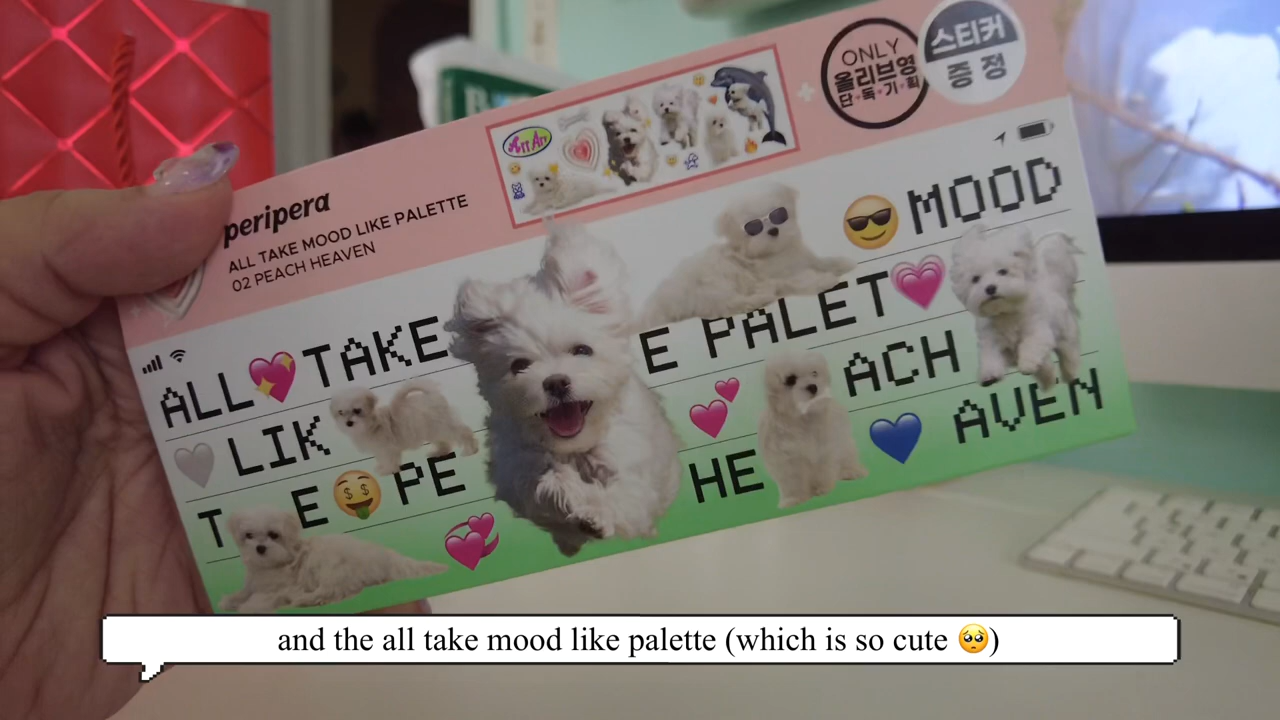 ONLY
올리브영
단+독+기+획
스티커
증정
Arr Arr
peripera
ALL TAKE MOOD LIKE PALETTE
02 PEACH HEAVEN
ALL TAKE MOOD
LIK E PALET
T E PE ACH
HE AVEN
and the all take mood like palette (which is so cute 🥺)